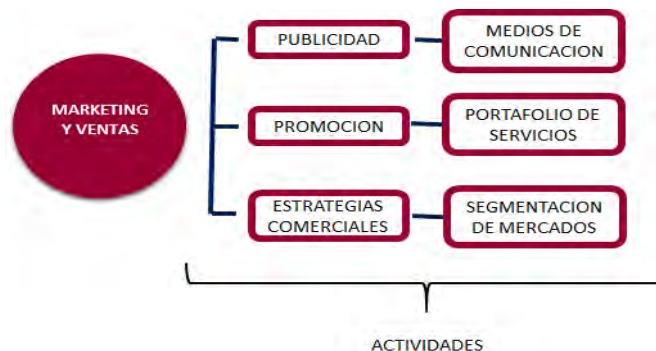 MARKETING
Y VENTAS
PUBLICIDAD
MEDIOS DE
COMUNICACION
PROMOCION
PORTAFOLIO DE
SERVICIOS
ESTRATEGIAS
COMERCIALES
SEGMENTACION
DE MERCADOS
ACTIVIDADES